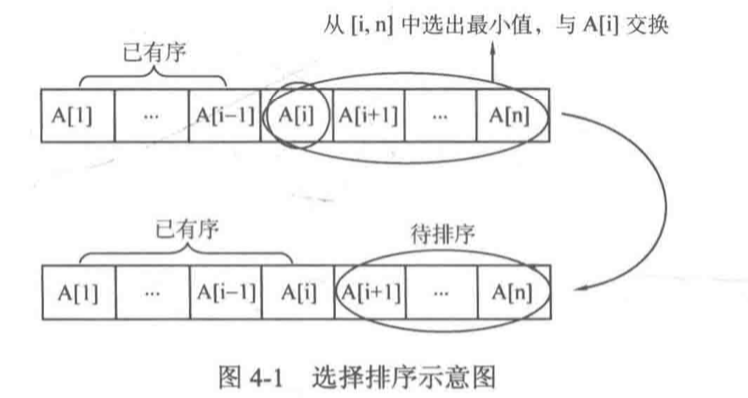 从 [i, n] 中选出最小值，与 A[i] 交换
已有序
A[1] ... A[i−1] A[i] A[i+1] ... A[n]
已有序 待排序
A[1] ... A[i−1] A[i] A[i+1] ... A[n]
图 4-1 选择排序示意图